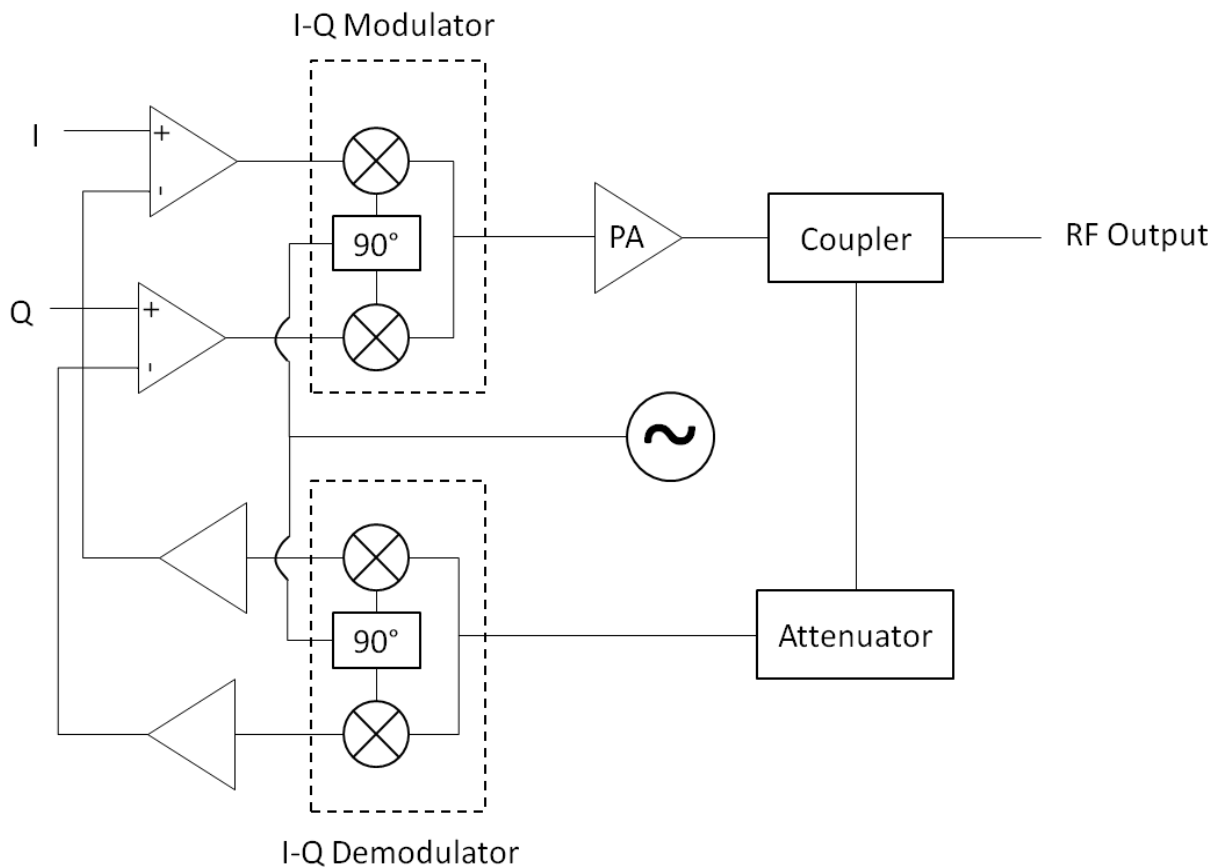 I-Q Modulator
I
+
-
90°
PA
Coupler
RF Output
Q
+
-
~
90°
Attenuator
I-Q Demodulator